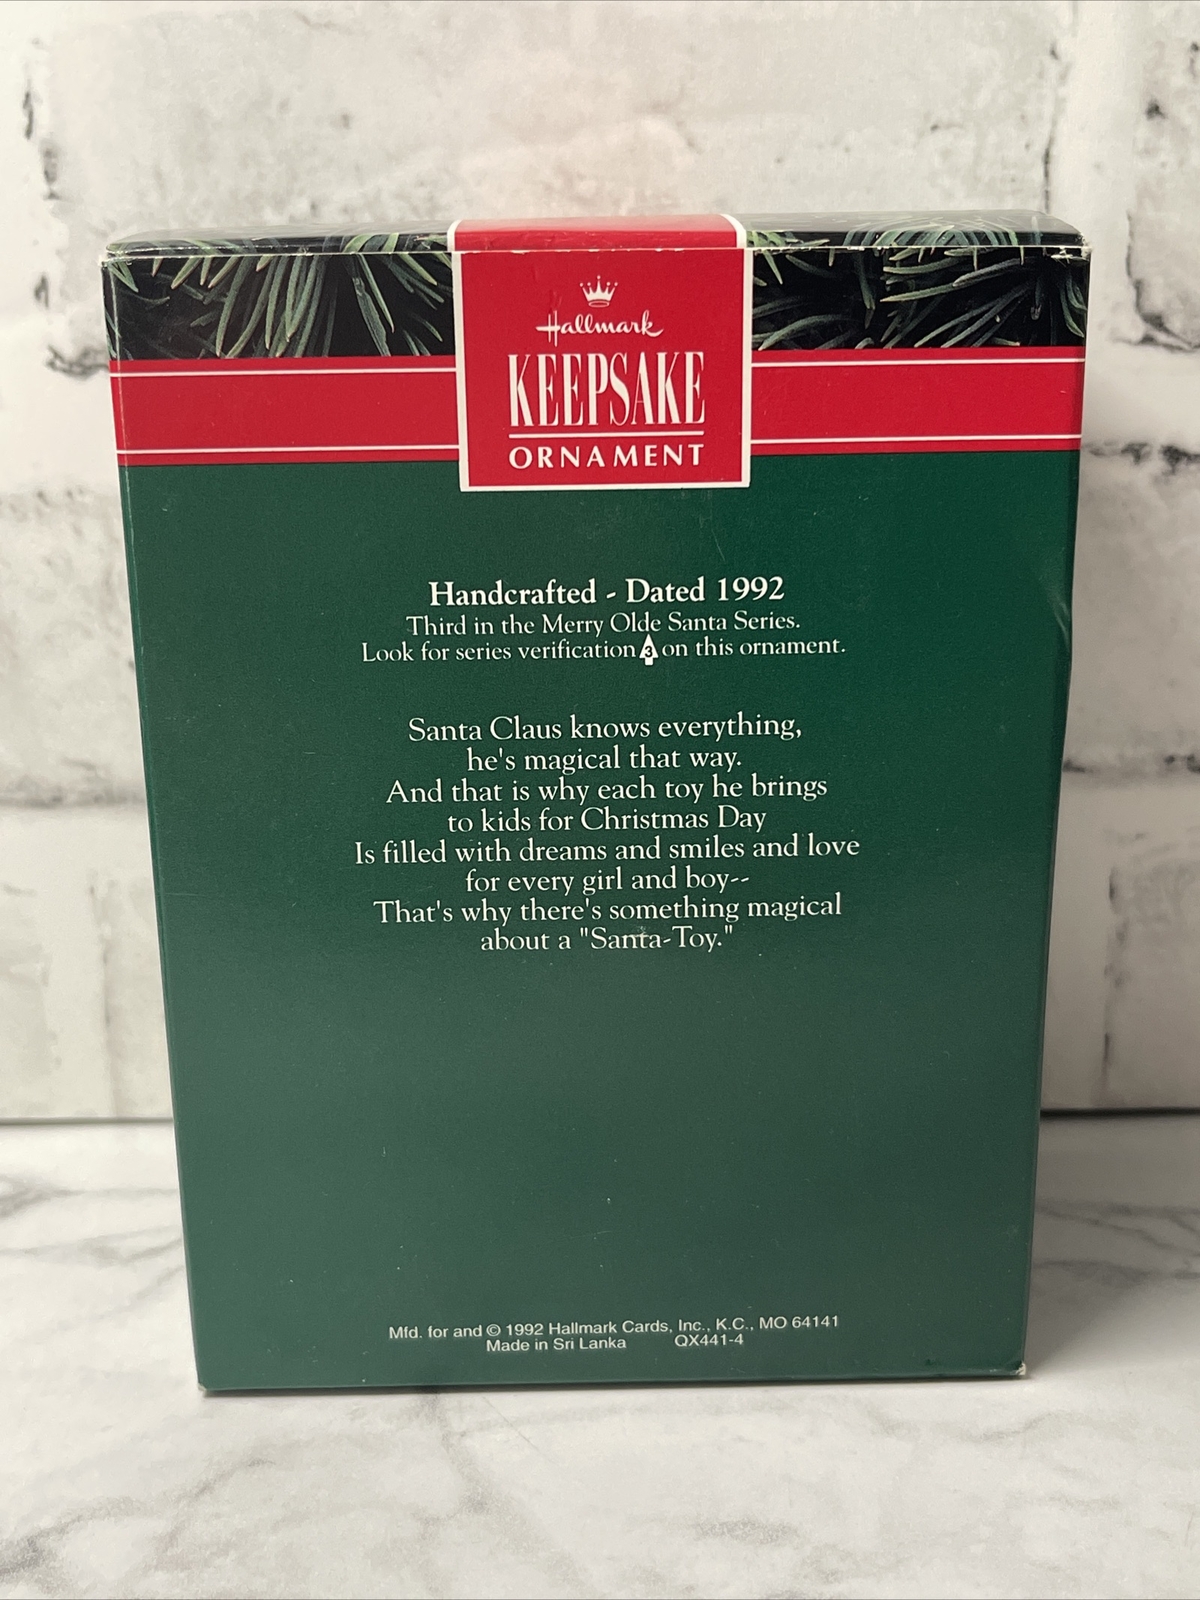 Hallmark
KEEPSAKE
ORNAMENT
Handcrafted - Dated 1992
Third in the Merry Olde Santa Series.
Look for series verification 3 on this ornament.
Santa Claus knows everything,
he's magical that way.
And that is why each toy he brings
to kids for Christmas Day
Is filled with dreams and smiles and love
for every girl and boy--
That's why there's something magical
about a "Santa-Toy."
Mfd. for and © 1992 Hallmark Cards, Inc., K.C., MO 64141
Made in Sri Lanka QX441-4